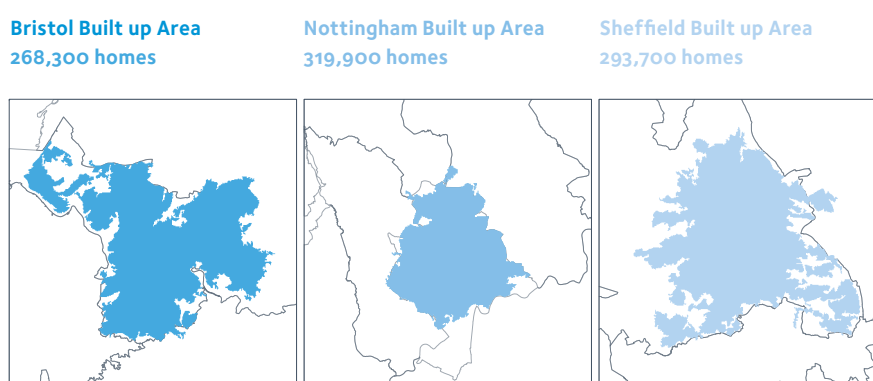 Bristol Built up Area
268,300 homes
Nottingham Built up Area
319,900 homes
Sheffield Built up Area
293,700 homes